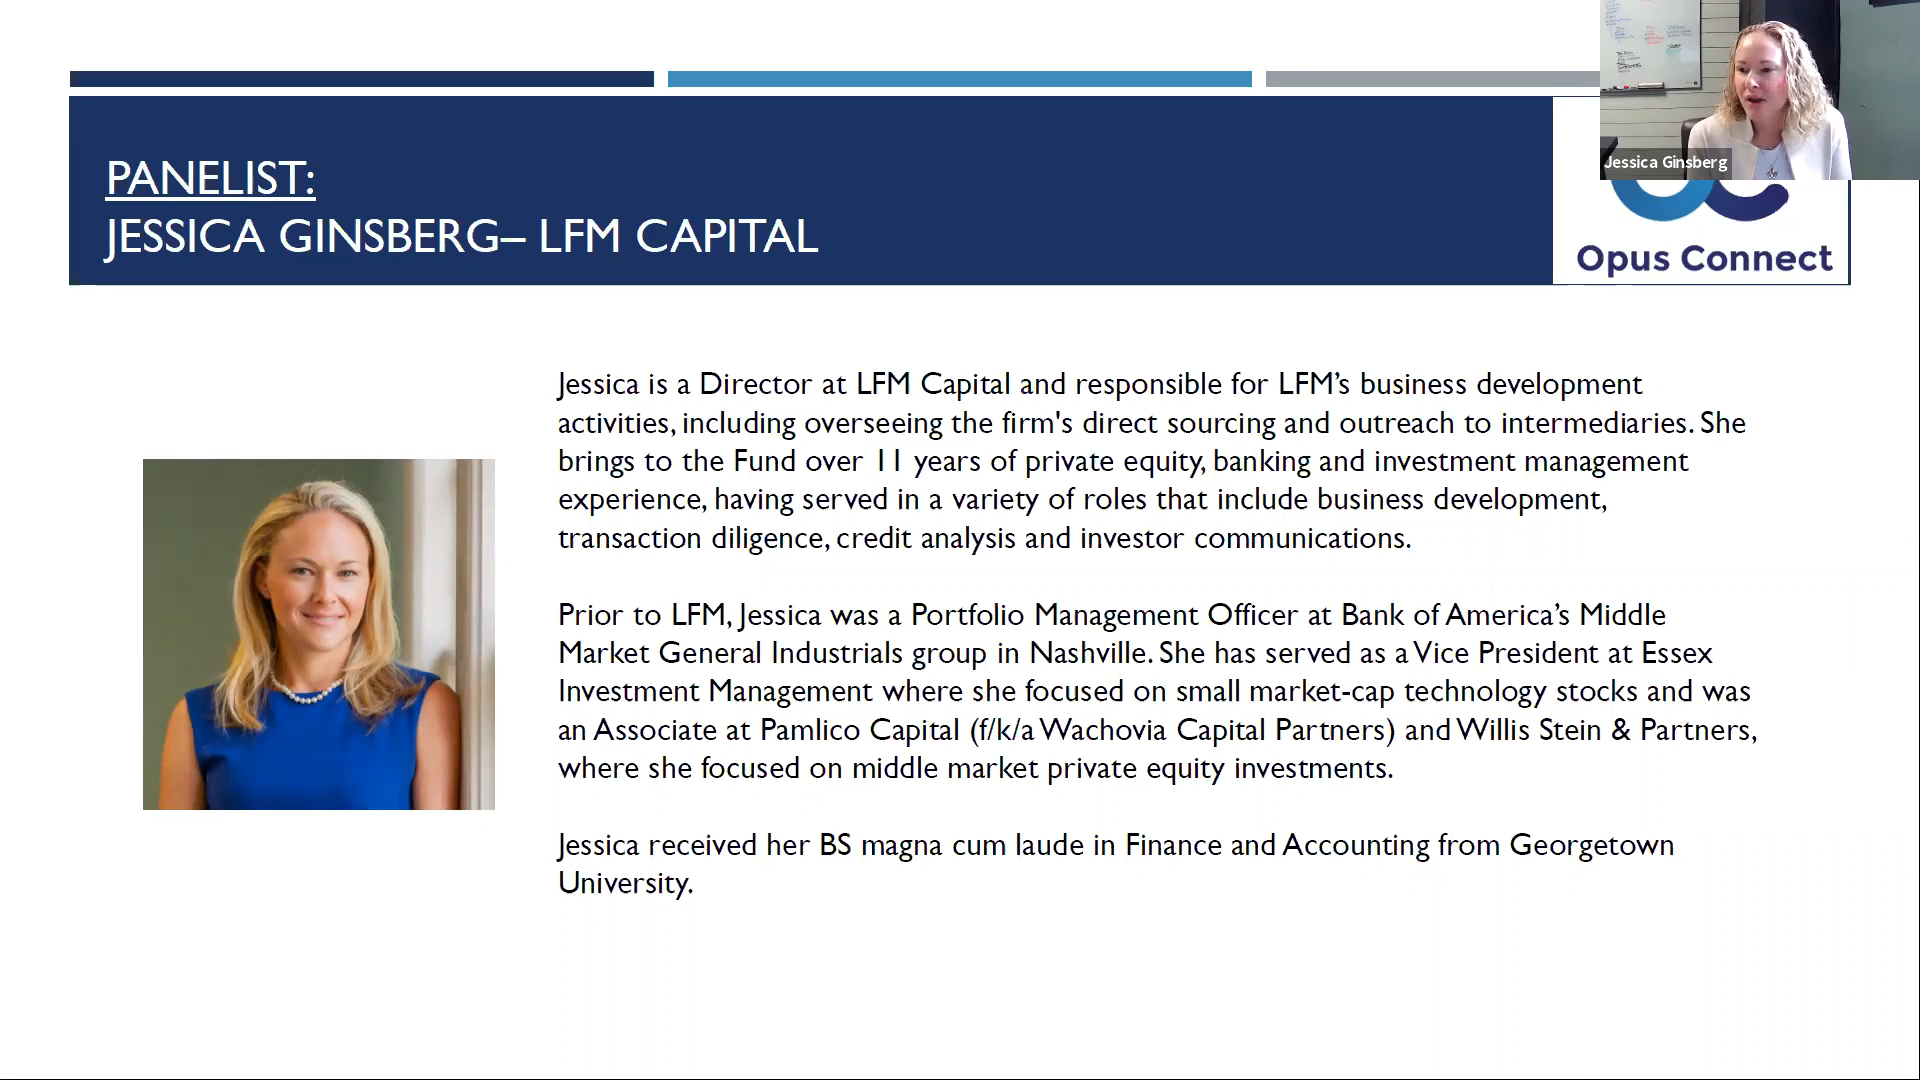 PANELIST:
JESSICA GINSBERG– LFM CAPITAL
Jessica Ginsberg
Opus Connect
Jessica is a Director at LFM Capital and responsible for LFM’s business development
activities, including overseeing the firm's direct sourcing and outreach to intermediaries. She
brings to the Fund over 11 years of private equity, banking and investment management
experience, having served in a variety of roles that include business development,
transaction diligence, credit analysis and investor communications.
Prior to LFM, Jessica was a Portfolio Management Officer at Bank of America’s Middle
Market General Industrials group in Nashville. She has served as a Vice President at Essex
Investment Management where she focused on small market-cap technology stocks and was
an Associate at Pamlico Capital (f/k/a Wachovia Capital Partners) and Willis Stein & Partners,
where she focused on middle market private equity investments.
Jessica received her BS magna cum laude in Finance and Accounting from Georgetown
University.